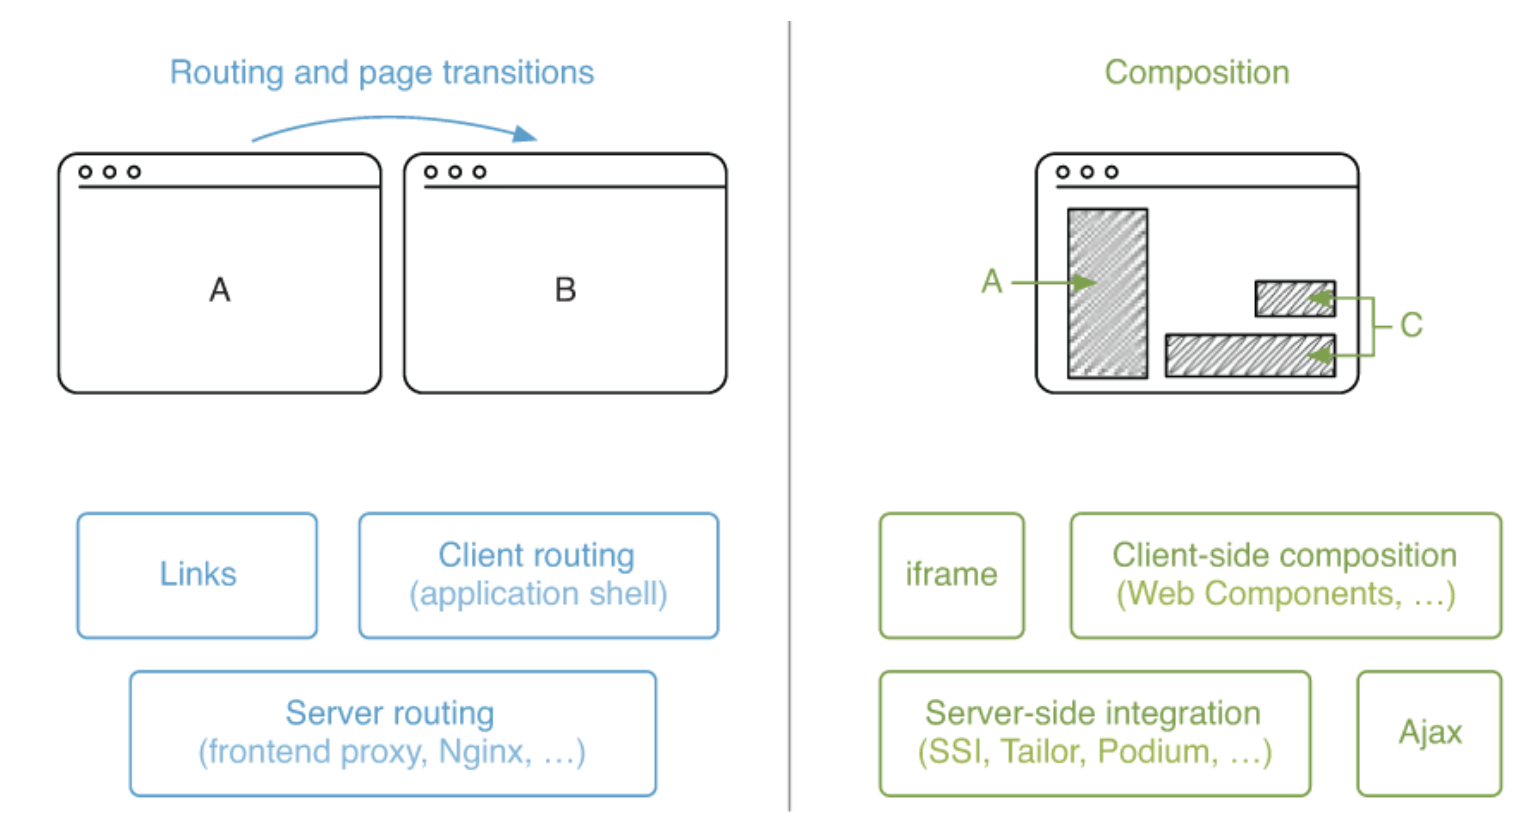 Routing and page transitions
A
B
Links
Client routing
(application shell)
Server routing
(frontend proxy, Nginx, …)
Composition
A
C
iframe
Client-side composition
(Web Components, …)
Server-side integration
(SSI, Tailor, Podium, …)
Ajax